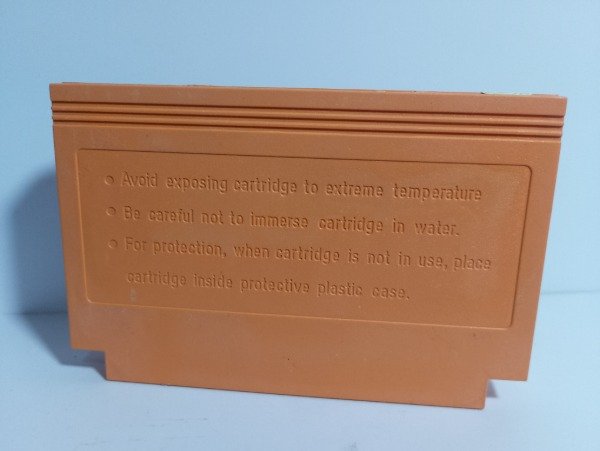 ● Avoid exposing cartridge to extreme temperature
● Be careful not to immerse cartridge in water.
● For protection, when cartridge is not in use, place
cartridge inside protective plastic case.